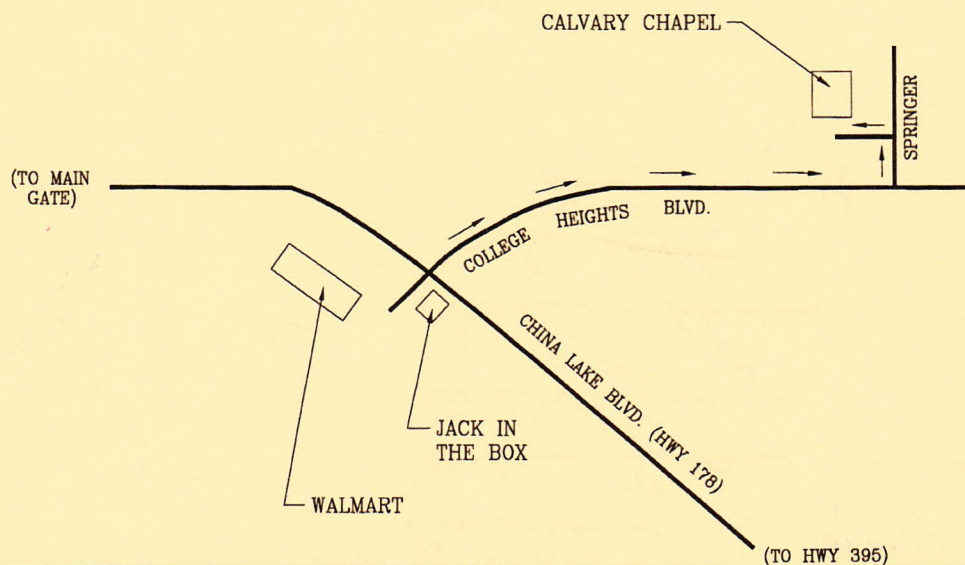 CALVARY CHAPEL
SPRINGER
(TO MAIN
GATE)
COLLEGE HEIGHTS BLVD.
CHINA LAKE BLVD. (HWY 178)
JACK IN
THE BOX
WALMART
(TO HWY 395)